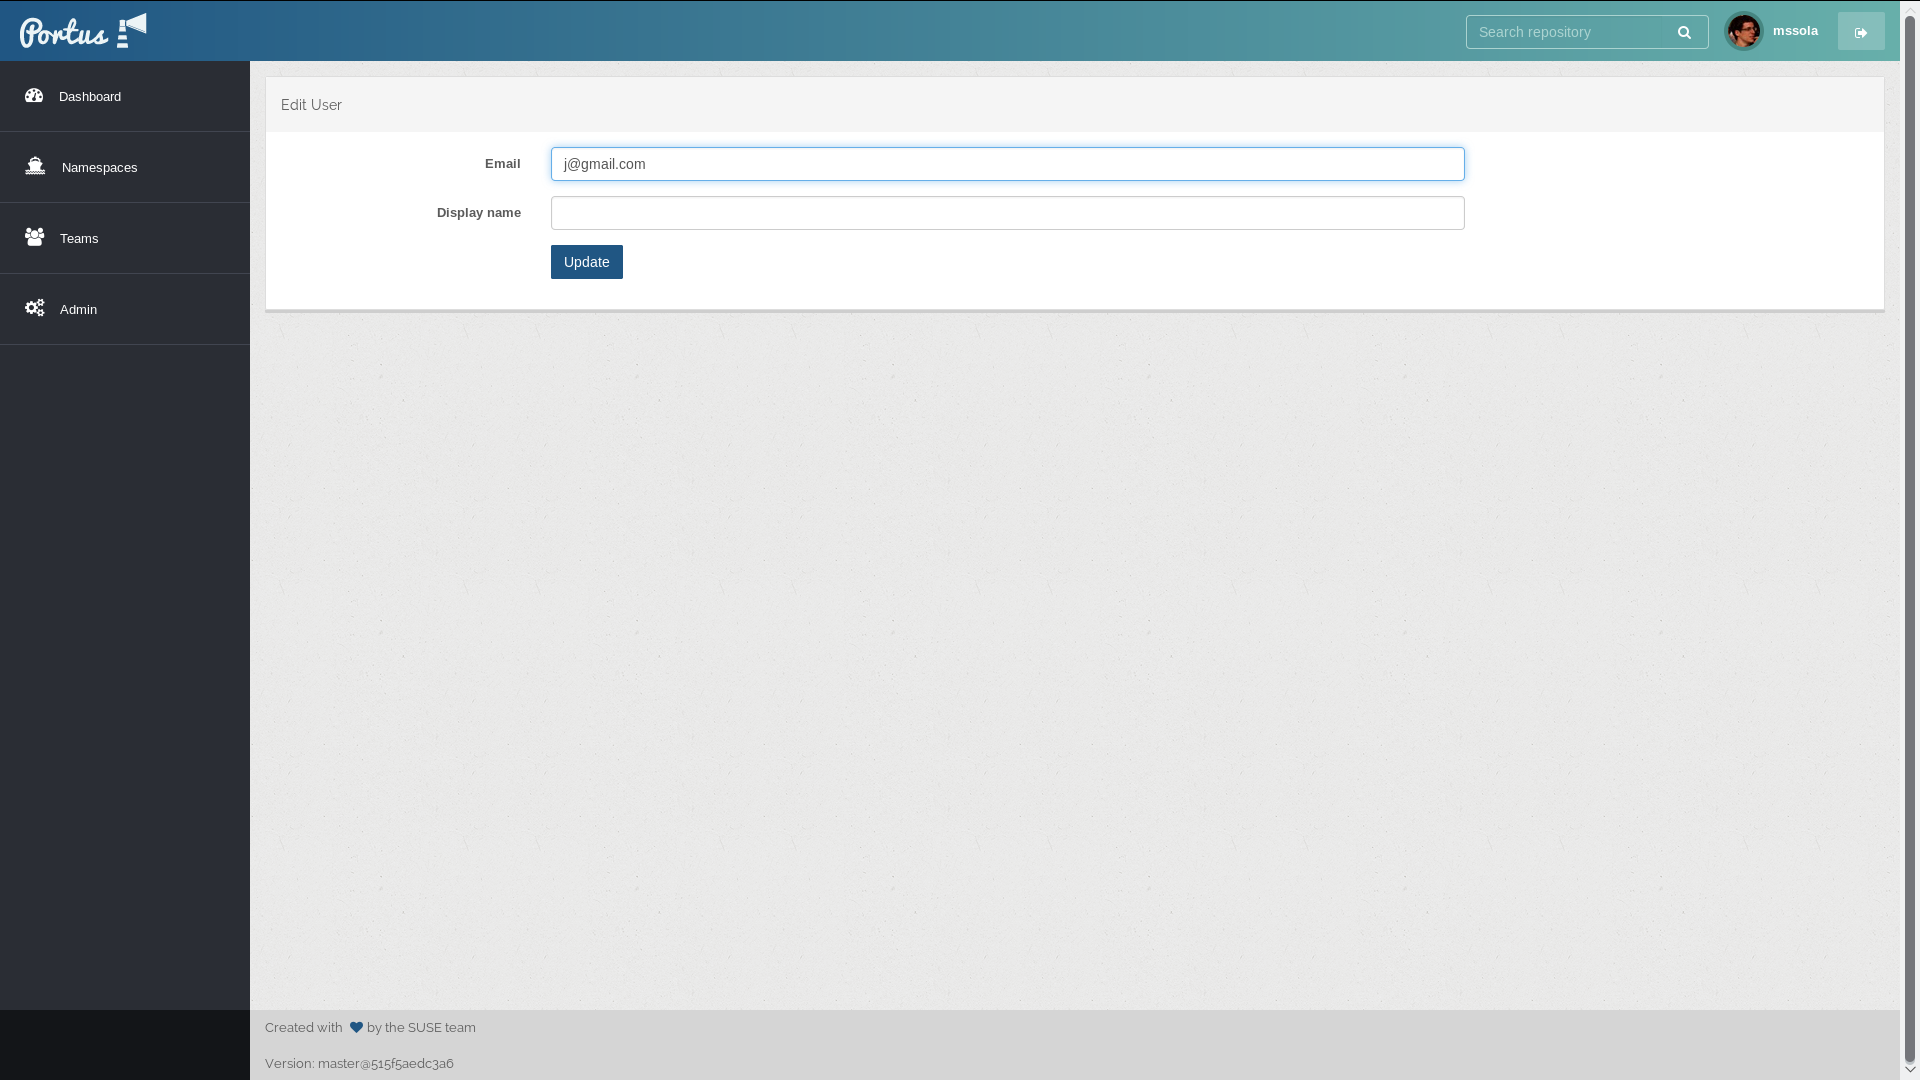 Portus
Search repository
mssola
Dashboard
Namespaces
Teams
Admin
Edit User
Email
j@gmail.com
Display name
Update
Created with by the SUSE team
Version: master@515f5aedc3a6